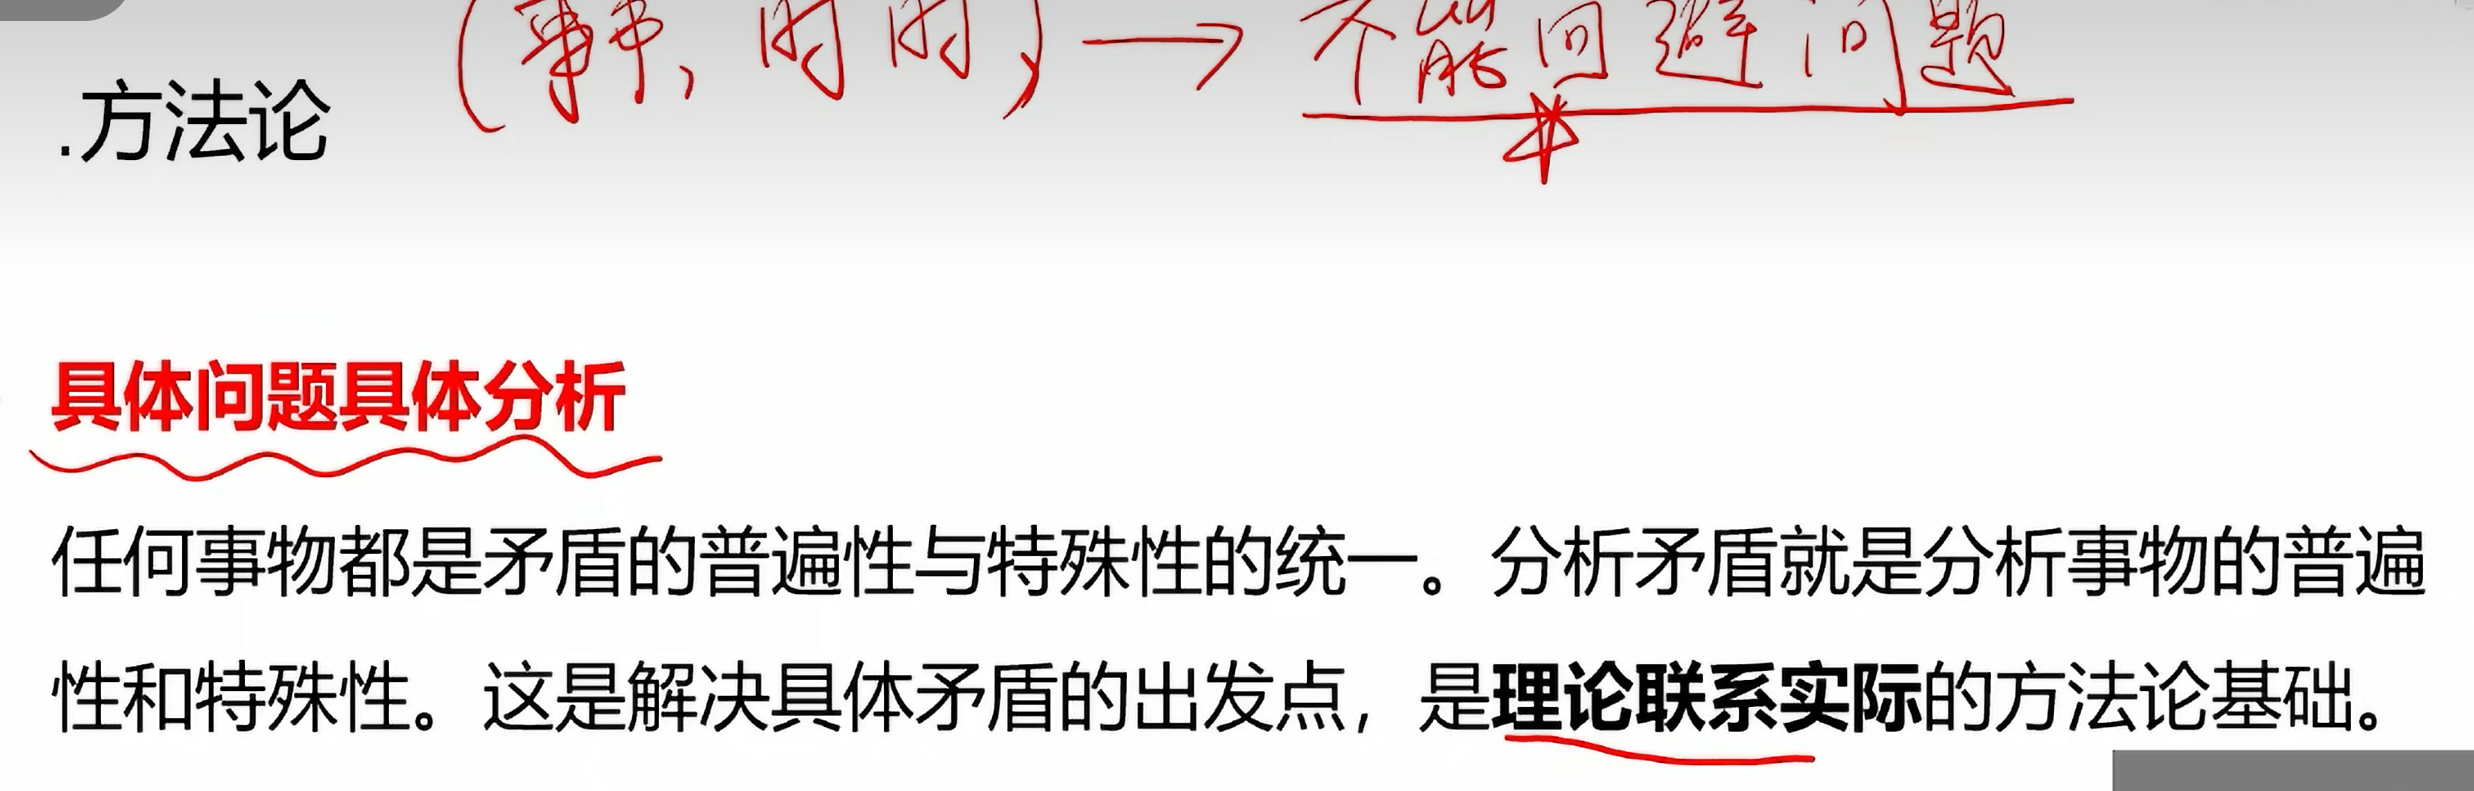 (事事,时时)→不能回避问题
.方法论
具体问题具体分析
任何事物都是矛盾的普遍性与特殊性的统一。分析矛盾就是分析事物的普遍
性和特殊性。这是解决具体矛盾的出发点，是理论联系实际的方法论基础。